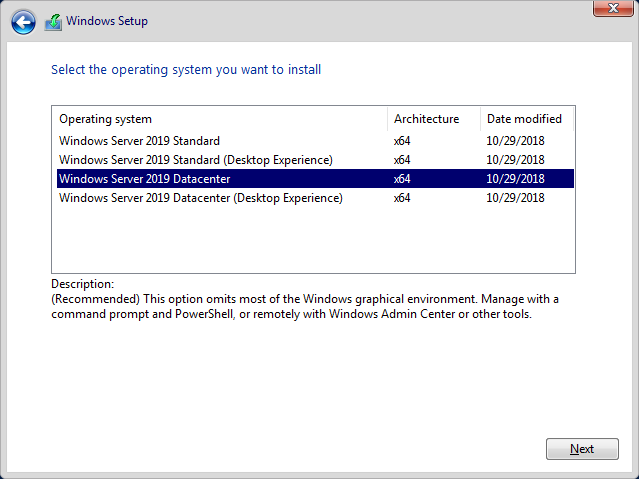 Windows Setup
Select the operating system you want to install
Operating system Architecture Date modified
Windows Server 2019 Standard x64 10/29/2018
Windows Server 2019 Standard (Desktop Experience) x64 10/29/2018
Windows Server 2019 Datacenter x64 10/29/2018
Windows Server 2019 Datacenter (Desktop Experience) x64 10/29/2018
Description:
(Recommended) This option omits most of the Windows graphical environment. Manage with a
command prompt and PowerShell, or remotely with Windows Admin Center or other tools.
Next